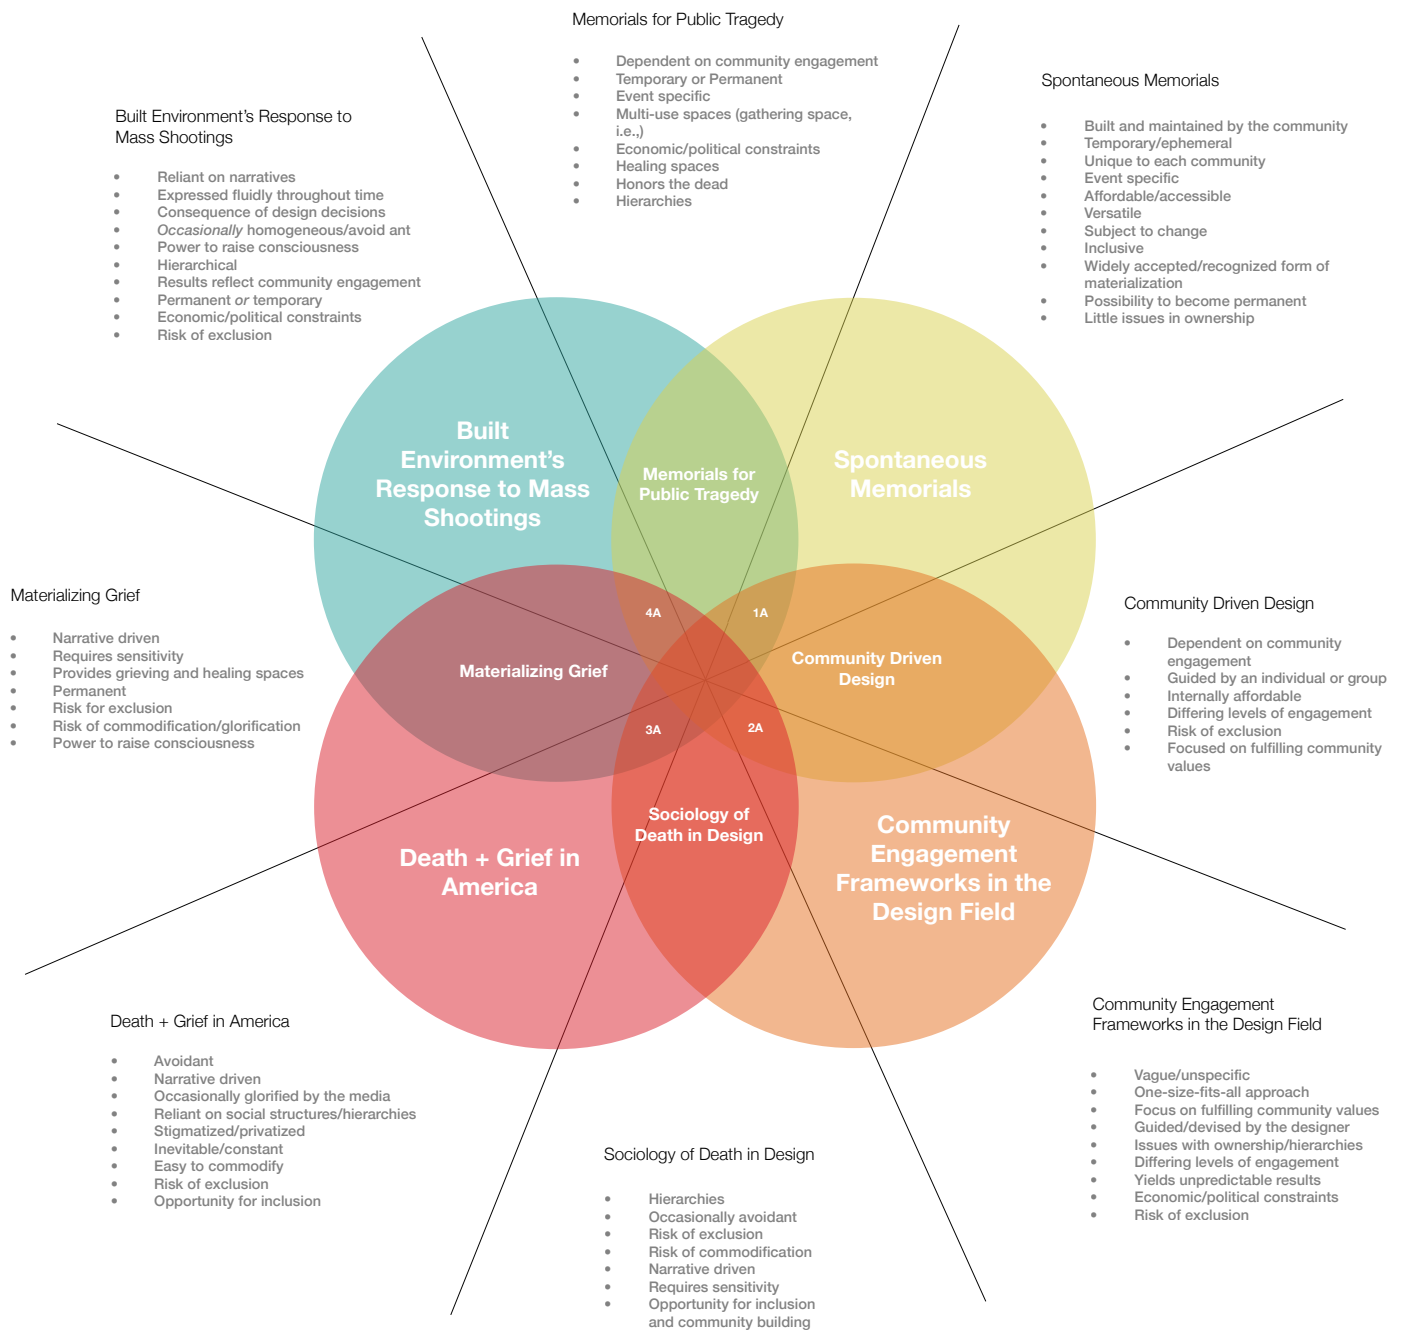 Memorials for Public Tragedy
• Dependent on community engagement
• Temporary or Permanent
• Event specific
• Multi-use spaces (gathering space,
i.e.,)
• Economic/political constraints
• Healing spaces
• Honors the dead
• Hierarchies
Spontaneous Memorials
• Built and maintained by the community
• Temporary/ephemeral
• Unique to each community
• Event specific
• Affordable/accessible
• Versatile
• Subject to change
• Inclusive
• Widely accepted/recognized form of
materialization
• Possibility to become permanent
• Little issues in ownership
Built Environment's Response to
Mass Shootings
• Reliant on narratives
• Expressed fluidly throughout time
• Consequence of design decisions
• Occasionally homogeneous/avoid ant
• Power to raise consciousness
• Hierarchical
• Results reflect community engagement
• Permanent or temporary
• Economic/political constraints
• Risk of exclusion
Built
Environment's
Response to Mass
Shootings
Memorials for
Public Tragedy
Spontaneous
Memorials
Materializing Grief
• Narrative driven
• Requires sensitivity
• Provides grieving and healing spaces
• Permanent
• Risk for exclusion
• Risk of commodification/glorification
• Power to raise consciousness
4A
1A
Materializing Grief
Community Driven
Design
3A
2A
Community Driven Design
• Dependent on community
engagement
• Guided by an individual or group
• Internally affordable
• Differing levels of engagement
• Risk of exclusion
• Focused on fulfilling community
values
Death + Grief in
America
Sociology of
Death in Design
Community
Engagement
Frameworks in the
Design Field
Death + Grief in America
• Avoidant
• Narrative driven
• Occasionally glorified by the media
• Reliant on social structures/hierarchies
• Stigmatized/privatized
• Inevitable/constant
• Easy to commodify
• Risk of exclusion
• Opportunity for inclusion
Sociology of Death in Design
• Hierarchies
• Occasionally avoidant
• Risk of exclusion
• Risk of commodification
• Narrative driven
• Requires sensitivity
• Opportunity for inclusion
and community building
Community Engagement
Frameworks in the Design Field
• Vague/unspecific
• One-size-fits-all approach
• Focus on fulfilling community values
• Guided/devised by the designer
• Issues with ownership/hierarchies
• Differing levels of engagement
• Yields unpredictable results
• Economic/political constraints
• Risk of exclusion